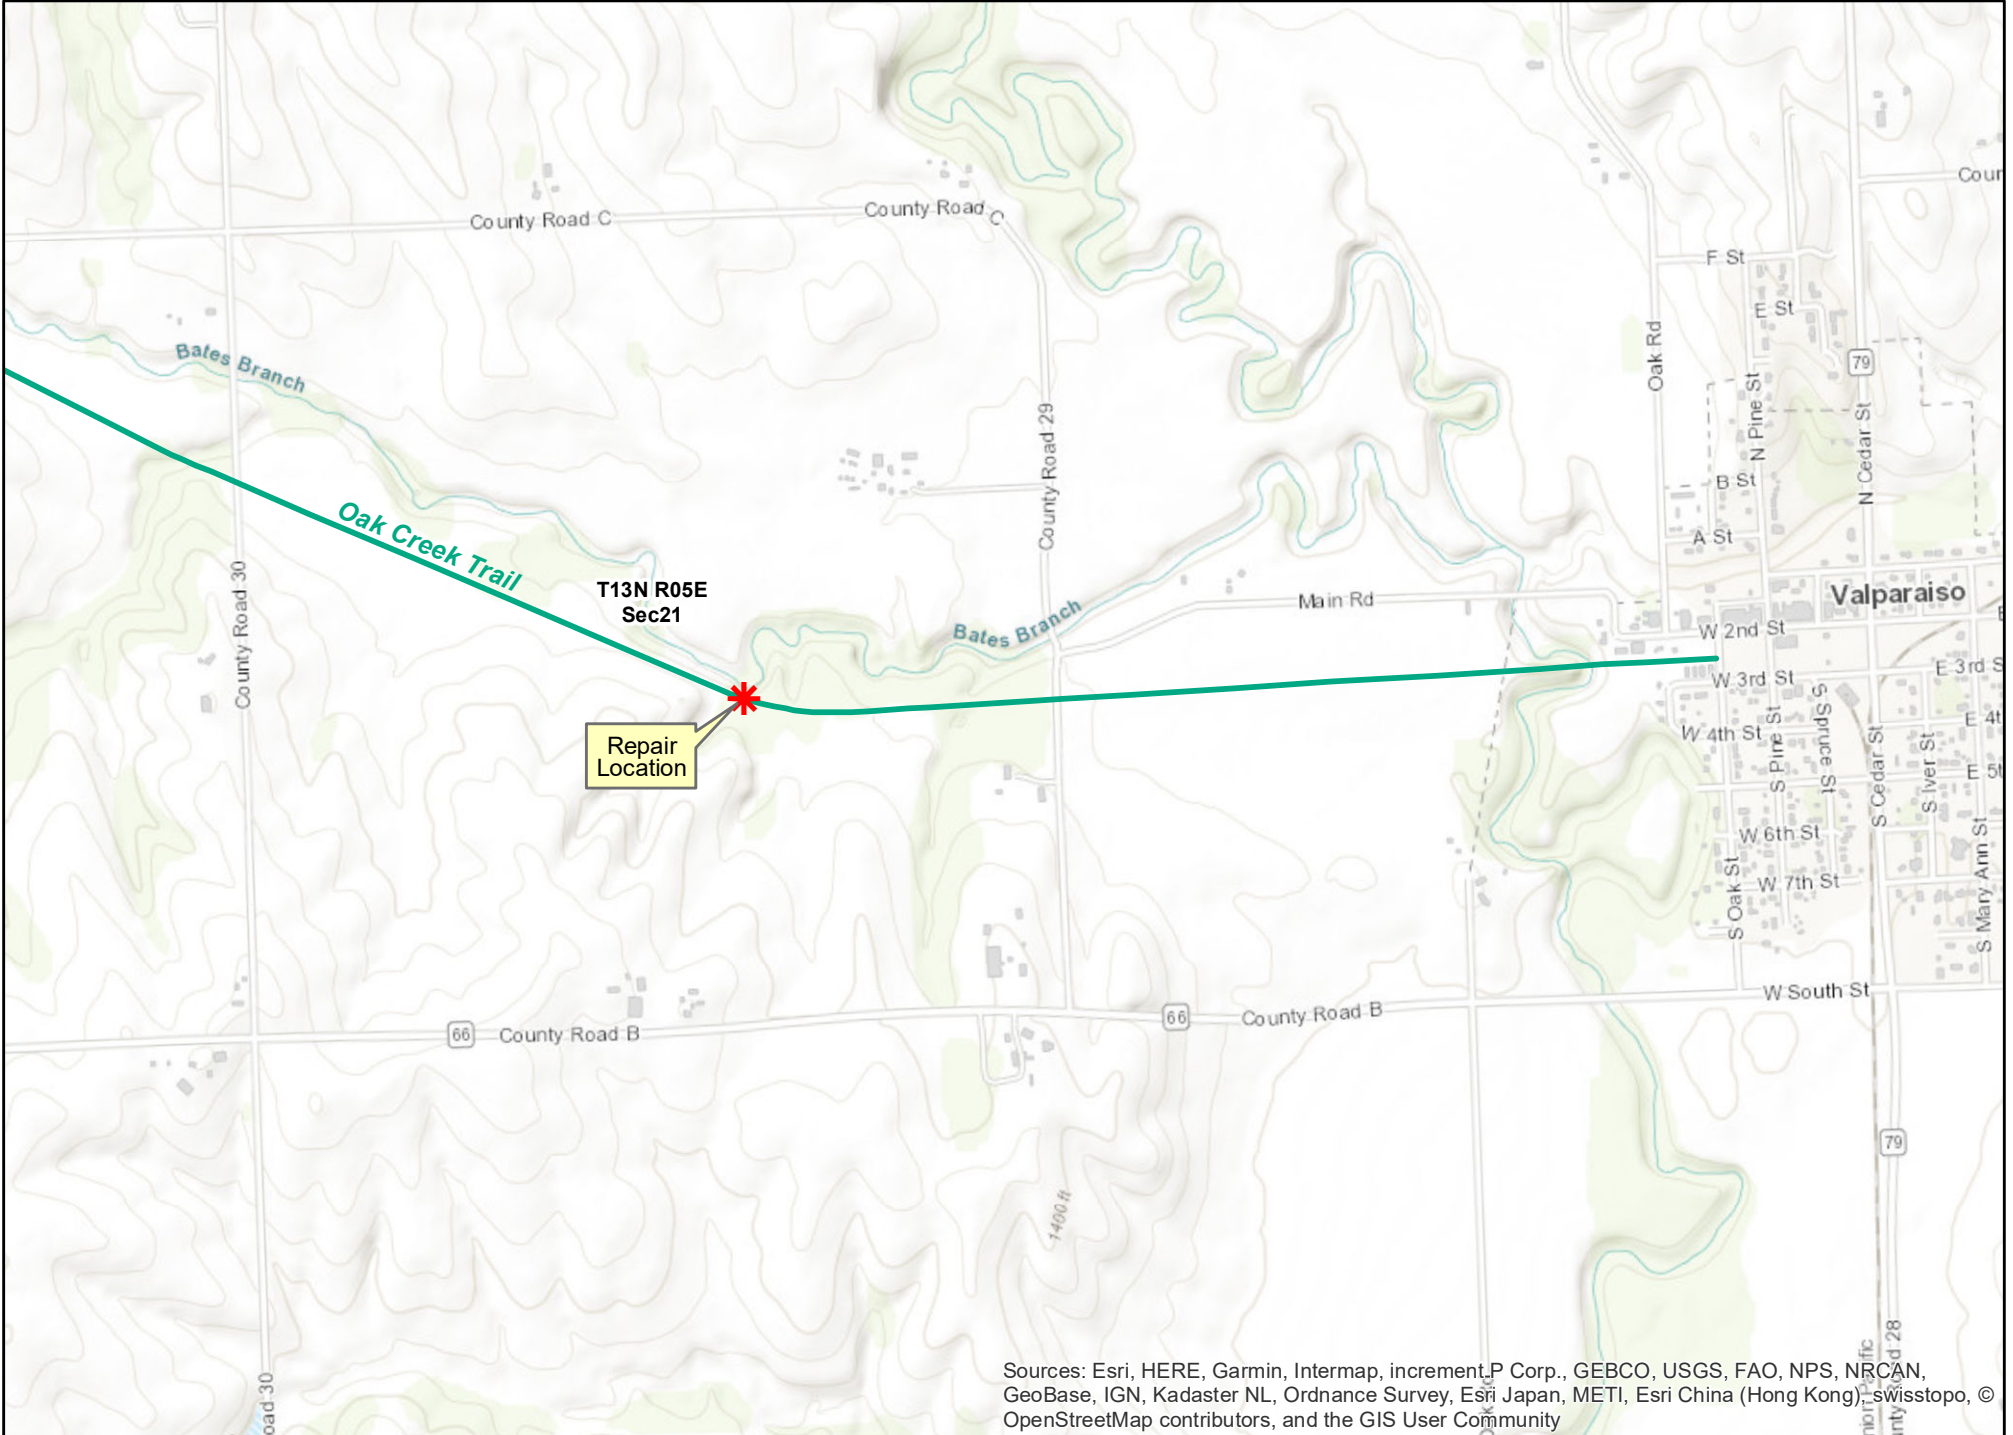 Cour
County Road C
County Road C
F St
E St
Oak Rd
79
Bates Branch
N Pine St
N Cedar St
County Road 29
B St
Oak Creek Trail
A St
County Road 30
T13N R05E
Sec21
Main Rd
Valparaiso
Bates Branch
W 2nd St
E
E 3rd S
W 3rd St
Repair
Location
W 4th St
S Pine St
S Spruce St
S Cedar St
S Iver St
E 4t
E 5t
W 6th St
S Oak St
W 7th St
S Mary Ann St
W South St
66
County Road B
66
County Road B
79
1400 ft
oad 30
nty Road 28
Sources: Esri, HERE, Garmin, Intermap, increment P Corp., GEBCO, USGS, FAO, NPS, NRCAN,
GeoBase, IGN, Kadaster NL, Ordnance Survey, Esri Japan, METI, Esri China (Hong Kong), swisstopo, ©
OpenStreetMap contributors, and the GIS User Community